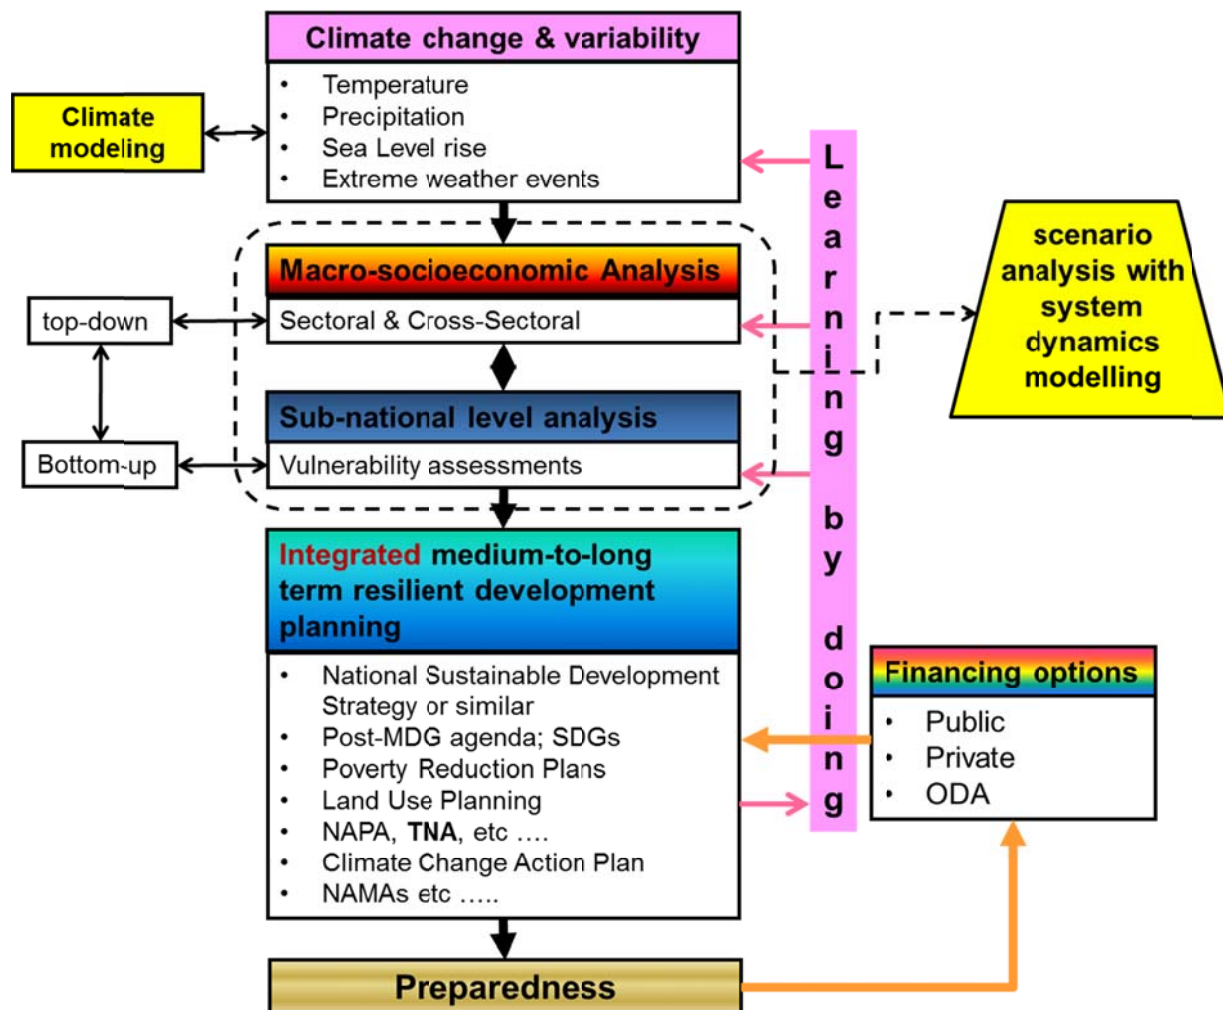 Climate change & variability
• Temperature
• Precipitation
• Sea Level rise
• Extreme weather events
Climate
modeling
Macro-socioeconomic Analysis
Sectoral & Cross-Sectoral
top-down
Sub-national level analysis
Vulnerability assessments
Bottom-up
scenario
analysis with
system
dynamics
modelling
Learning by doing
Integrated medium-to-long
term resilient development
planning
• National Sustainable Development
Strategy or similar
• Post-MDG agenda; SDGs
• Poverty Reduction Plans
• Land Use Planning
• NAPA, TNA, etc ....
• Climate Change Action Plan
• NAMAs etc .....
Financing options
• Public
• Private
• ODA
Preparedness